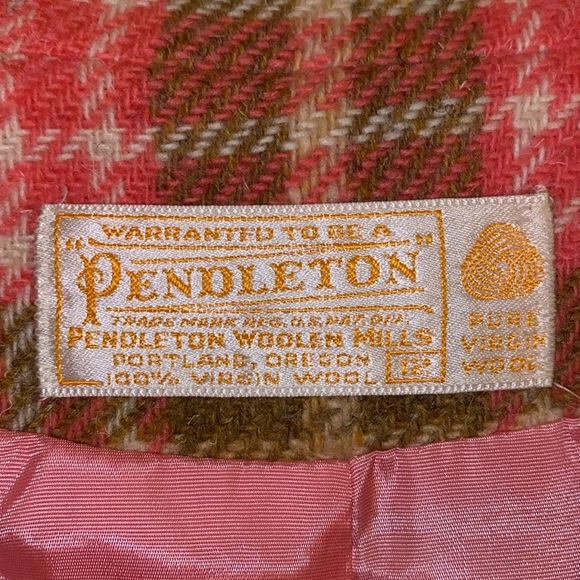 WARRANTED TO BE A
"PENDLETON"
TRADE MARK REG. U.S. PAT. OFF.
PENDLETON WOOLEN MILLS
PORTLAND, OREGON
100% VIRGIN WOOL
12
PURE
VIRGIN
WOOL